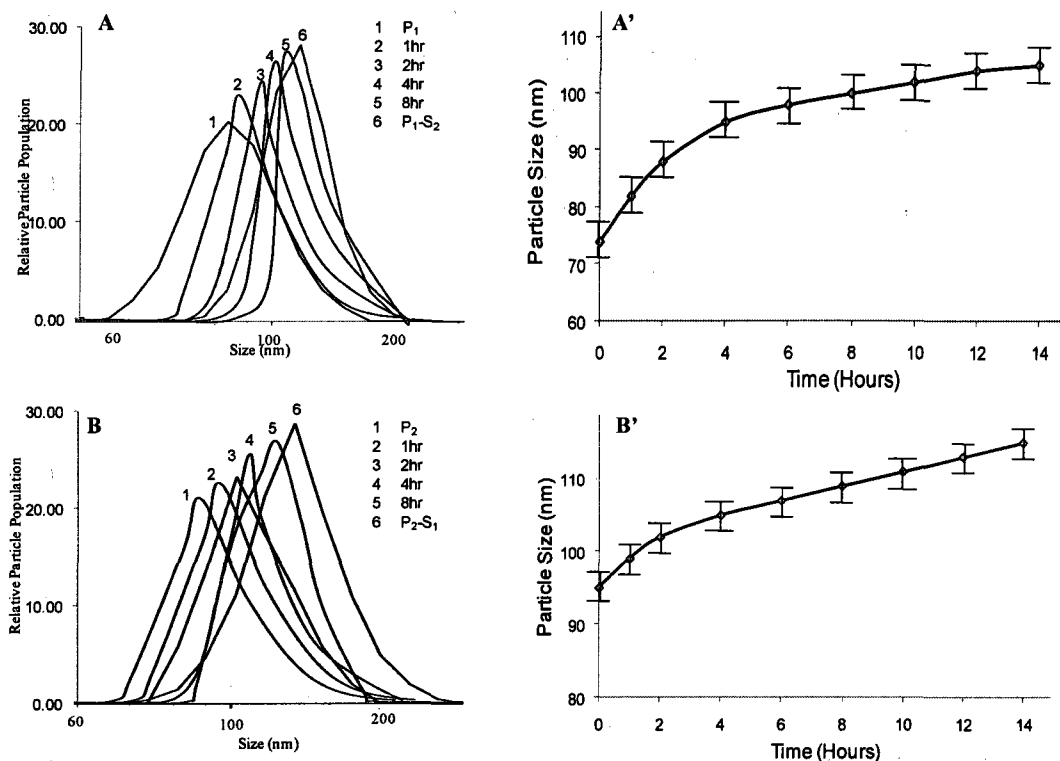 A
30.00
20.00
10.00
0.00
Relative Particle Population
60
100
200
Size (nm)
1
2
3
4
5
6
1 P1
2 1hr
3 2hr
4 4hr
5 8hr
6 P1-S2
A’
110
100
90
80
70
60
Particle Size (nm)
0 2 4 6 8 10 12 14
Time (Hours)
B
30.00
20.00
10.00
0.00
Relative Particle Population
60
100
200
Size (nm)
1
2
3
4
5
6
1 P2
2 1hr
3 2hr
4 4hr
5 8hr
6 P2-S1
B’
110
100
90
80
Particle Size (nm)
0 2 4 6 8 10 12 14
Time (Hours)